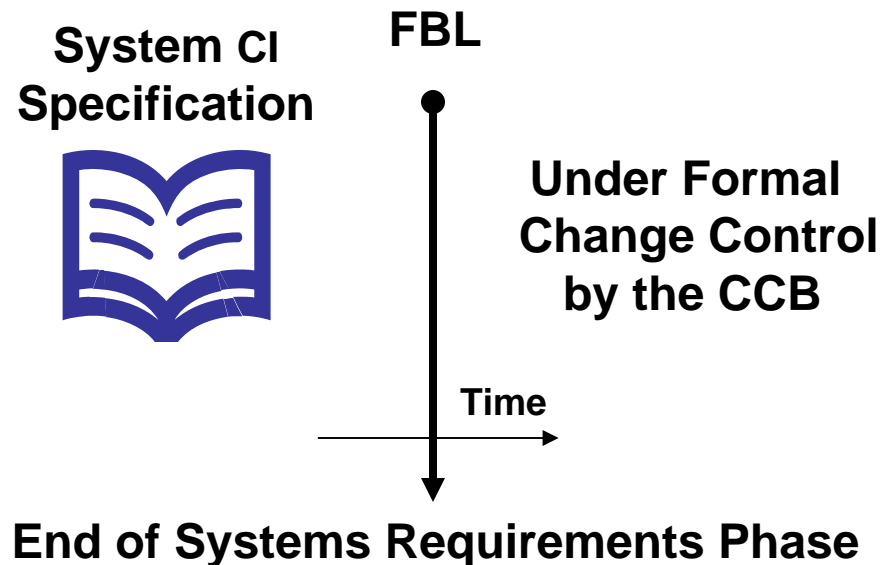 System CI
Specification
FBL
Under Formal
Change Control
by the CCB
Time
End of Systems Requirements Phase